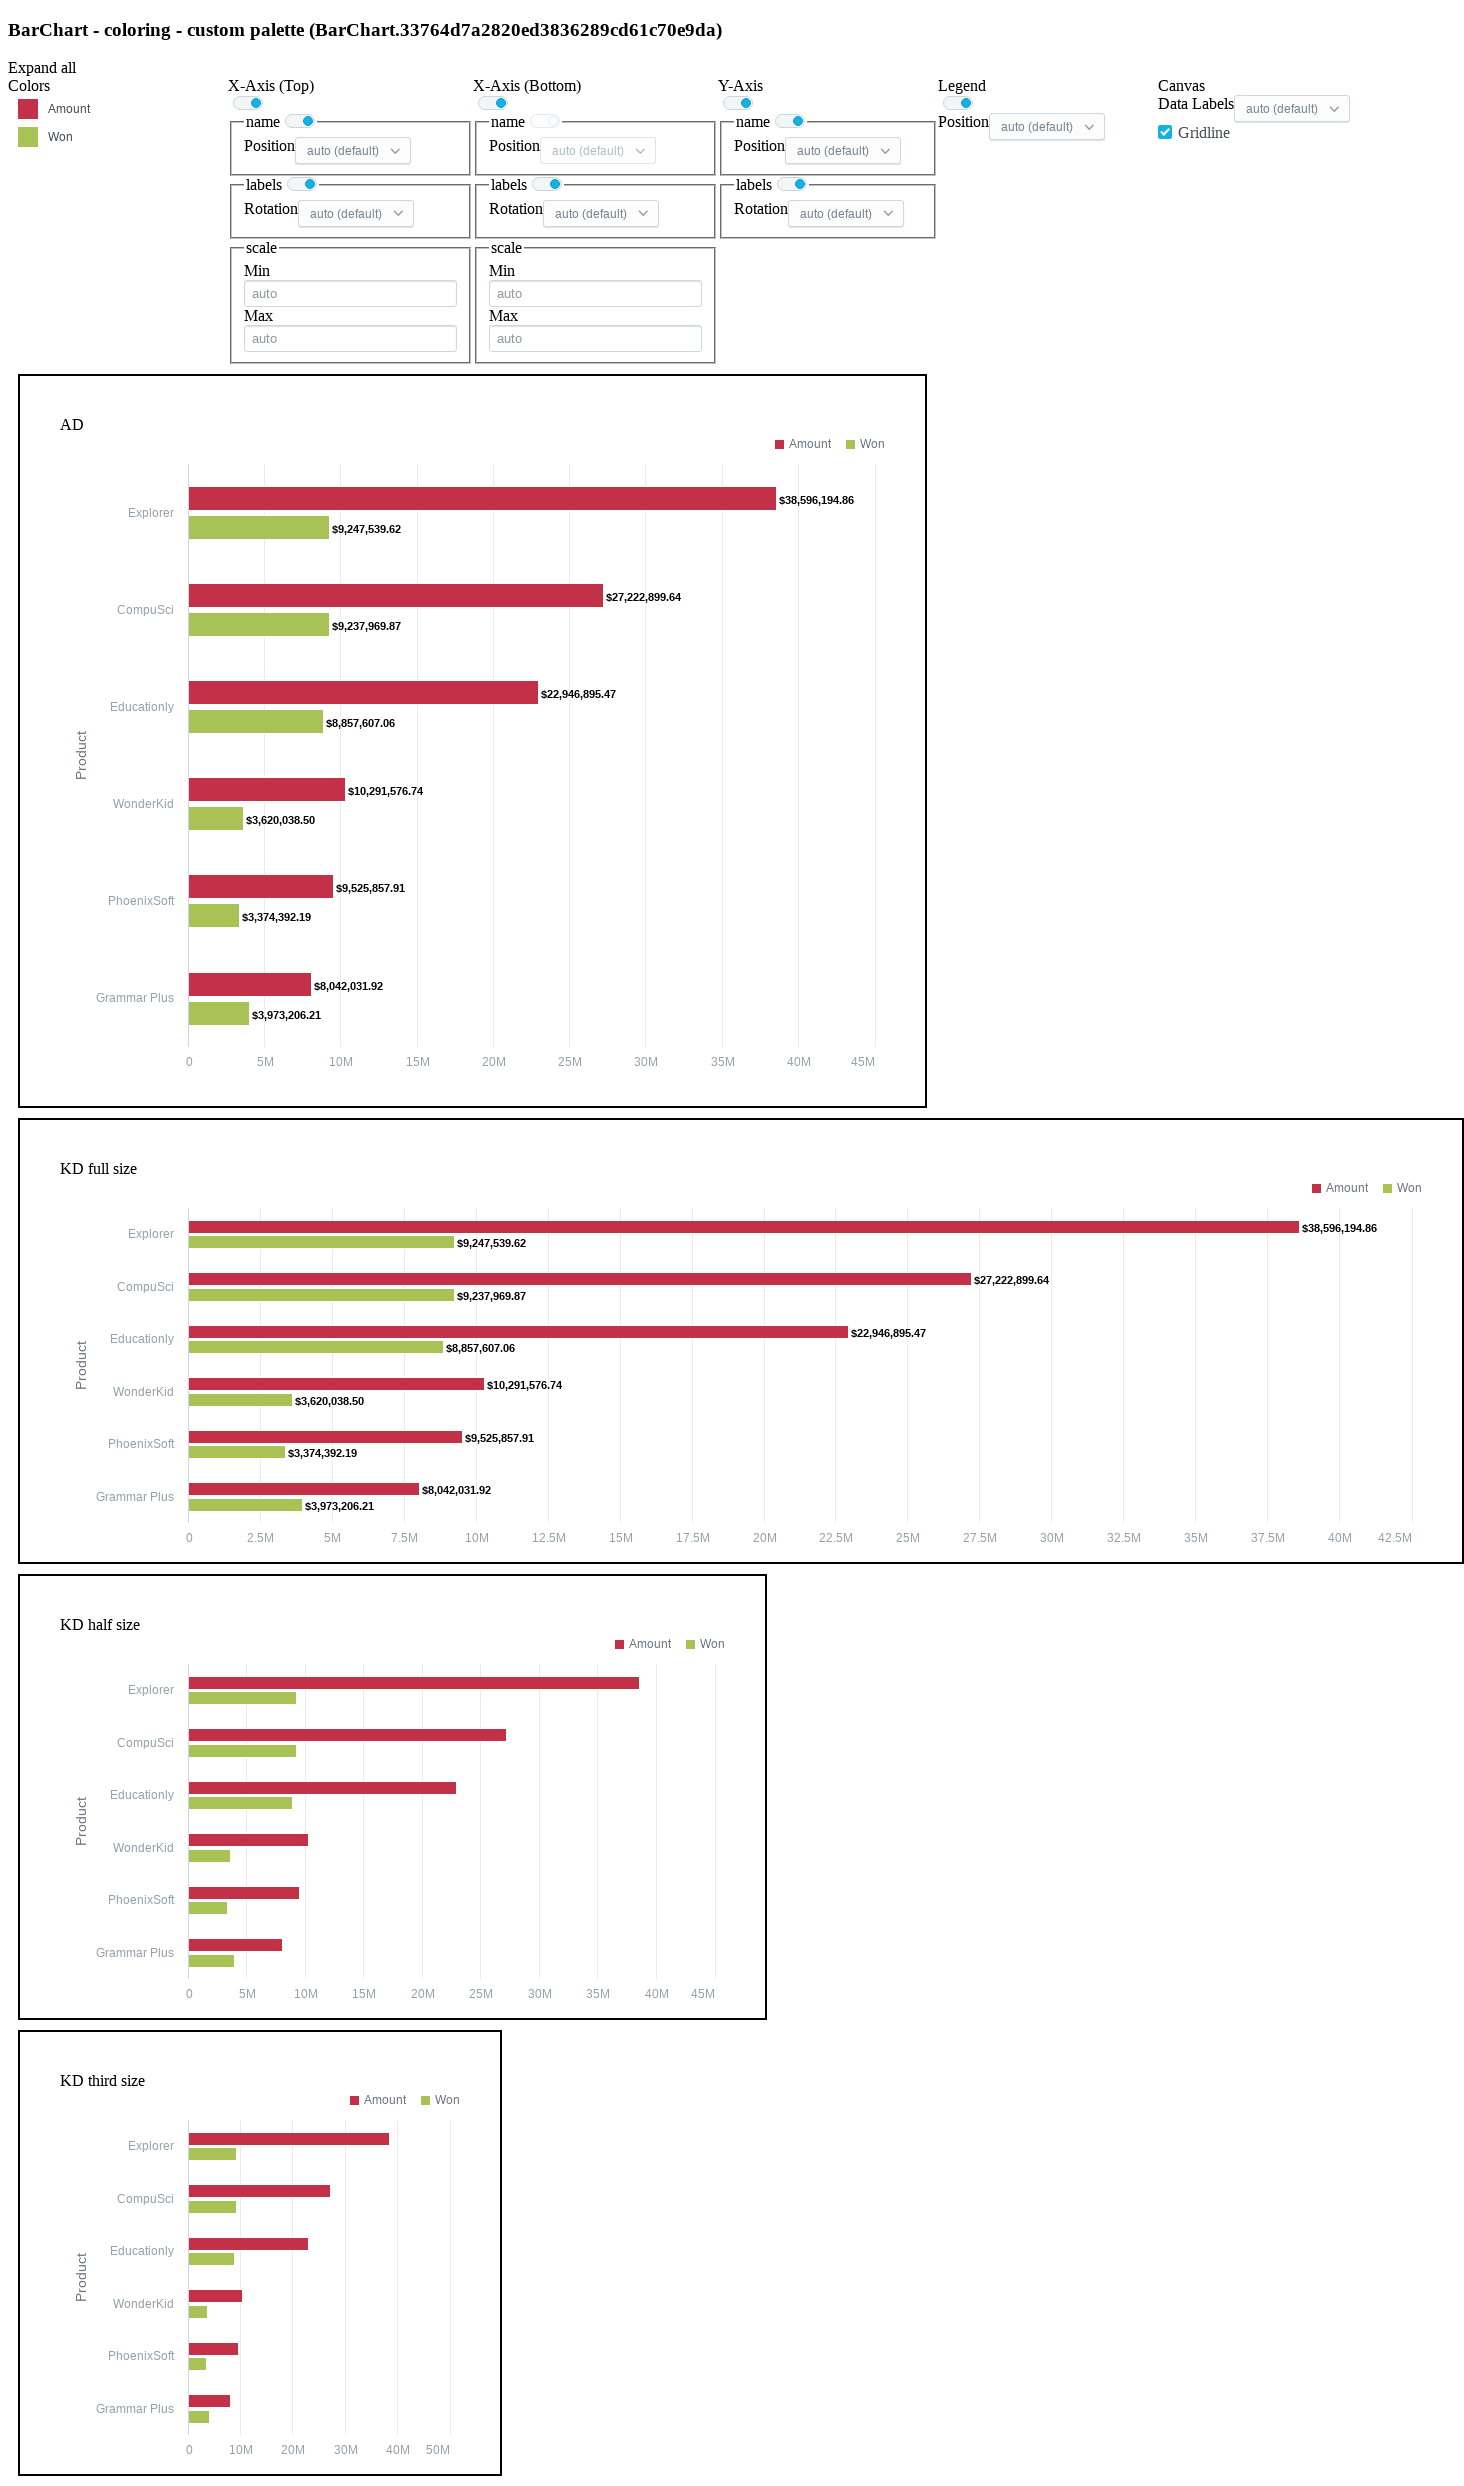 BarChart - coloring - custom palette (BarChart.33764d7a2820ed3836289cd61c70e9da)
Expand all
Colors
Amount
Won
X-Axis (Top)
name
Position auto (default)
labels
Rotation auto (default)
scale
Min
auto
Max
auto
X-Axis (Bottom)
name
Position auto (default)
labels
Rotation auto (default)
scale
Min
auto
Max
auto
Y-Axis
name
Position auto (default)
labels
Rotation auto (default)
Legend
Position auto (default)
Canvas
Data Labels auto (default)
Gridline
AD
Amount Won
Product
Explorer
$38,596,194.86
$9,247,539.62
CompuSci
$27,222,899.64
$9,237,969.87
Educationly
$22,946,895.47
$8,857,607.06
WonderKid
$10,291,576.74
$3,620,038.50
PhoenixSoft
$9,525,857.91
$3,374,392.19
Grammar Plus
$8,042,031.92
$3,973,206.21
0 5M 10M 15M 20M 25M 30M 35M 40M 45M
KD full size
Amount Won
Product
Explorer
$38,596,194.86
$9,247,539.62
CompuSci
$27,222,899.64
$9,237,969.87
Educationly
$22,946,895.47
$8,857,607.06
WonderKid
$10,291,576.74
$3,620,038.50
PhoenixSoft
$9,525,857.91
$3,374,392.19
Grammar Plus
$8,042,031.92
$3,973,206.21
0 2.5M 5M 7.5M 10M 12.5M 15M 17.5M 20M 22.5M 25M 27.5M 30M 32.5M 35M 37.5M 40M 42.5M
KD half size
Amount Won
Product
Explorer
CompuSci
Educationly
WonderKid
PhoenixSoft
Grammar Plus
0 5M 10M 15M 20M 25M 30M 35M 40M 45M
KD third size
Amount Won
Product
Explorer
CompuSci
Educationly
WonderKid
PhoenixSoft
Grammar Plus
0 10M 20M 30M 40M 50M